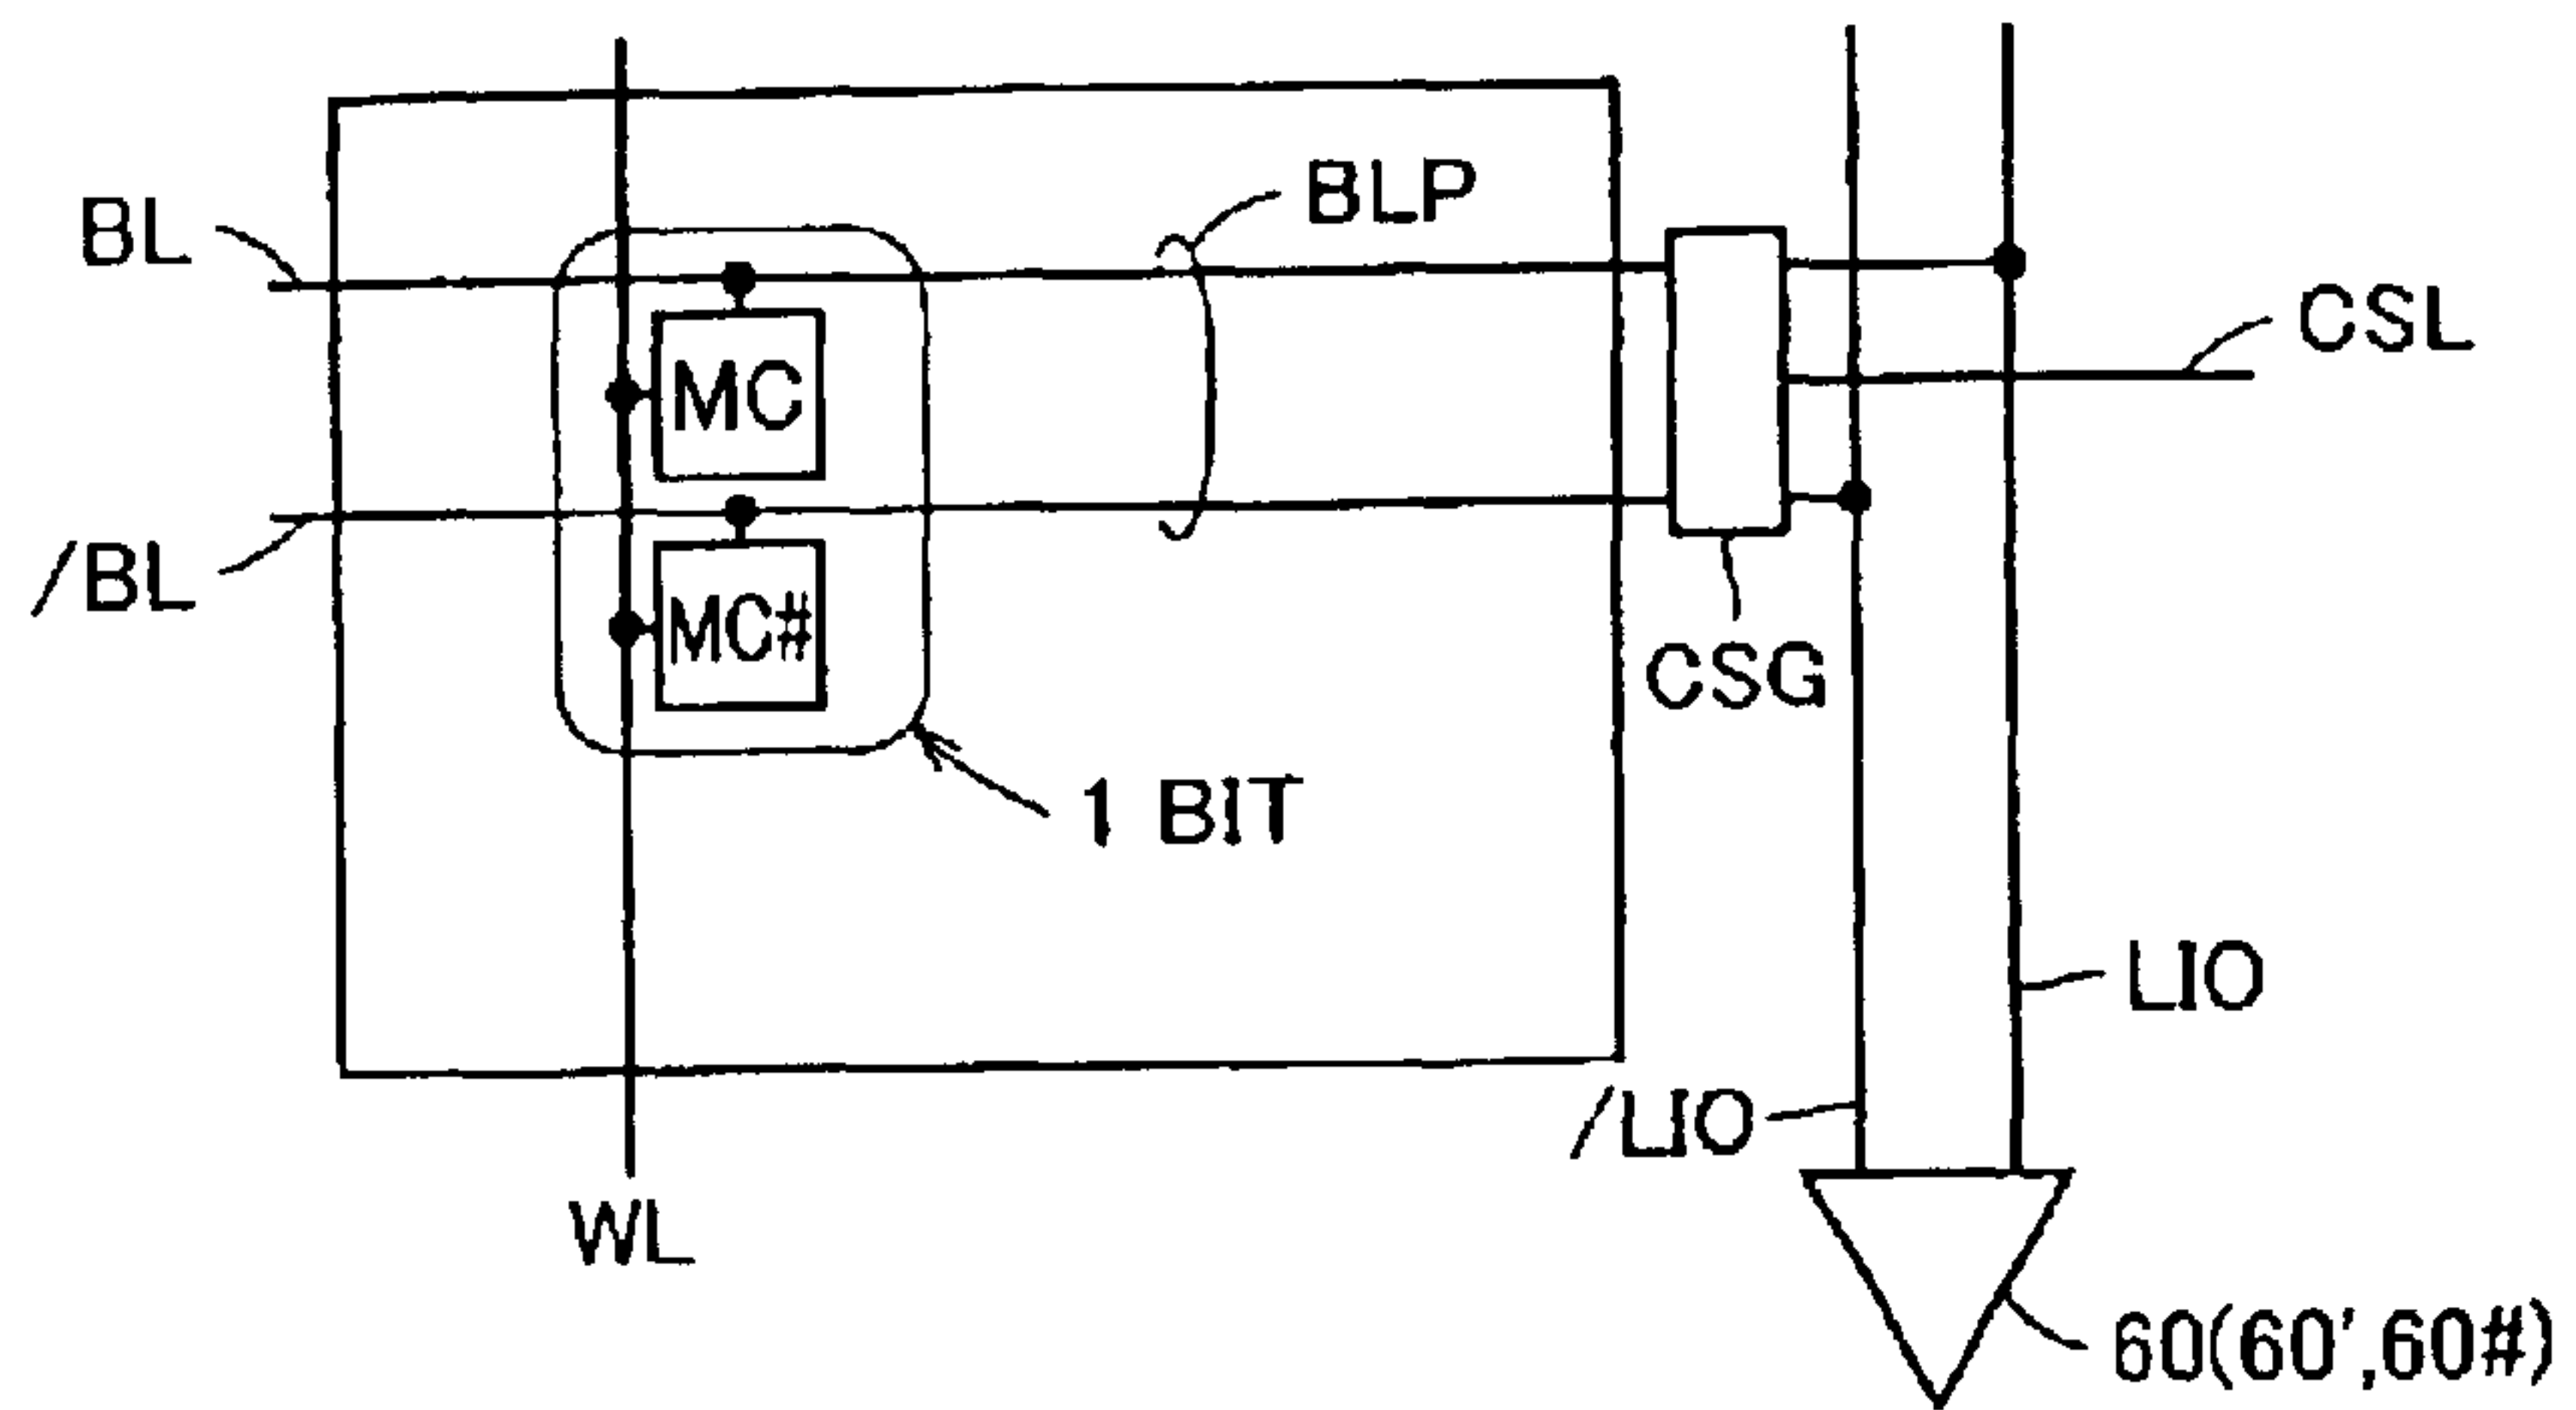 BLP
BL
CSL
MC
/BL
MC#
CSG
1 BIT
LIO
/LIO
WL
60(60',60#)